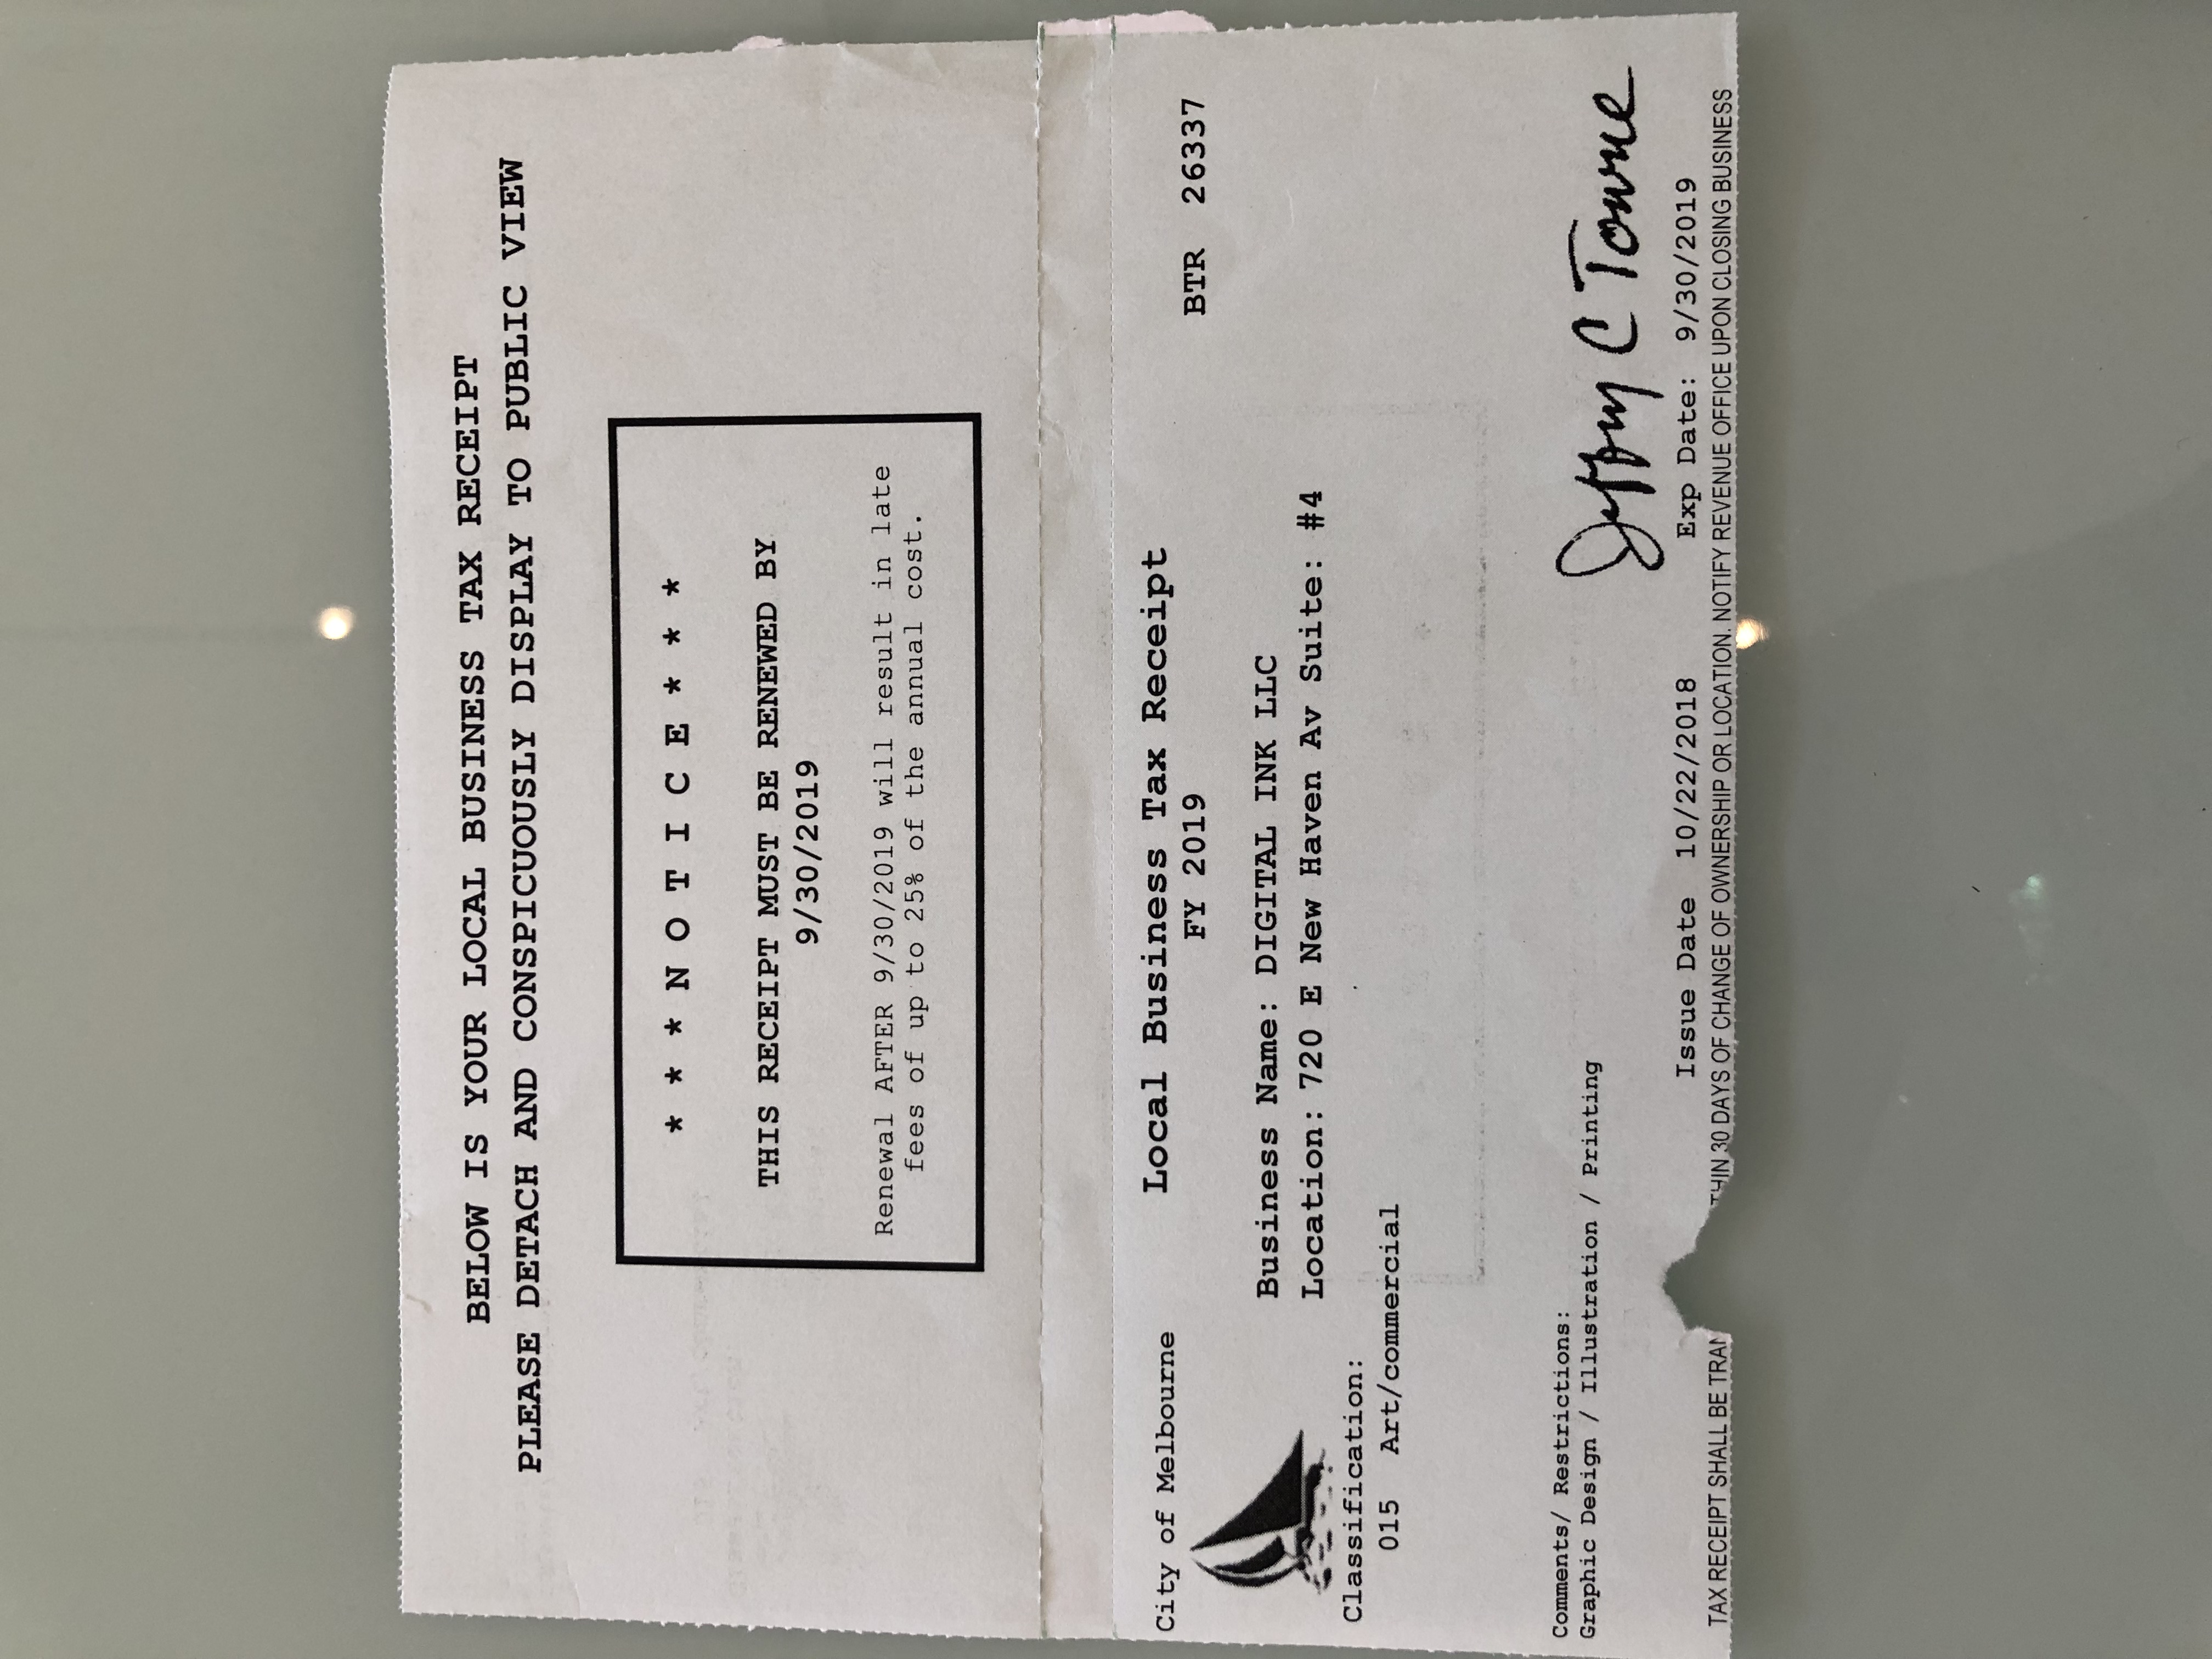 BELOW IS YOUR LOCAL BUSINESS TAX RECEIPT
PLEASE DETACH AND CONSPICUOUSLY DISPLAY TO PUBLIC VIEW
* * * N O T I C E * * *
THIS RECEIPT MUST BE RENEWED BY
9/30/2019
Renewal AFTER 9/30/2019 will result in late
fees of up to 25% of the annual cost.
City of Melbourne
Local Business Tax Receipt
FY 2019
BTR 26337
Business Name: DIGITAL INK LLC
Location: 720 E New Haven Av Suite: #4
Classification:
015 Art/commercial
Comments/ Restrictions:
Graphic Design / Illustration / Printing
Jeffrey C Towne
Issue Date 10/22/2018 Exp Date: 9/30/2019
TAX RECEIPT SHALL BE TRAN THIN 30 DAYS OF CHANGE OF OWNERSHIP OR LOCATION. NOTIFY REVENUE OFFICE UPON CLOSING BUSINESS